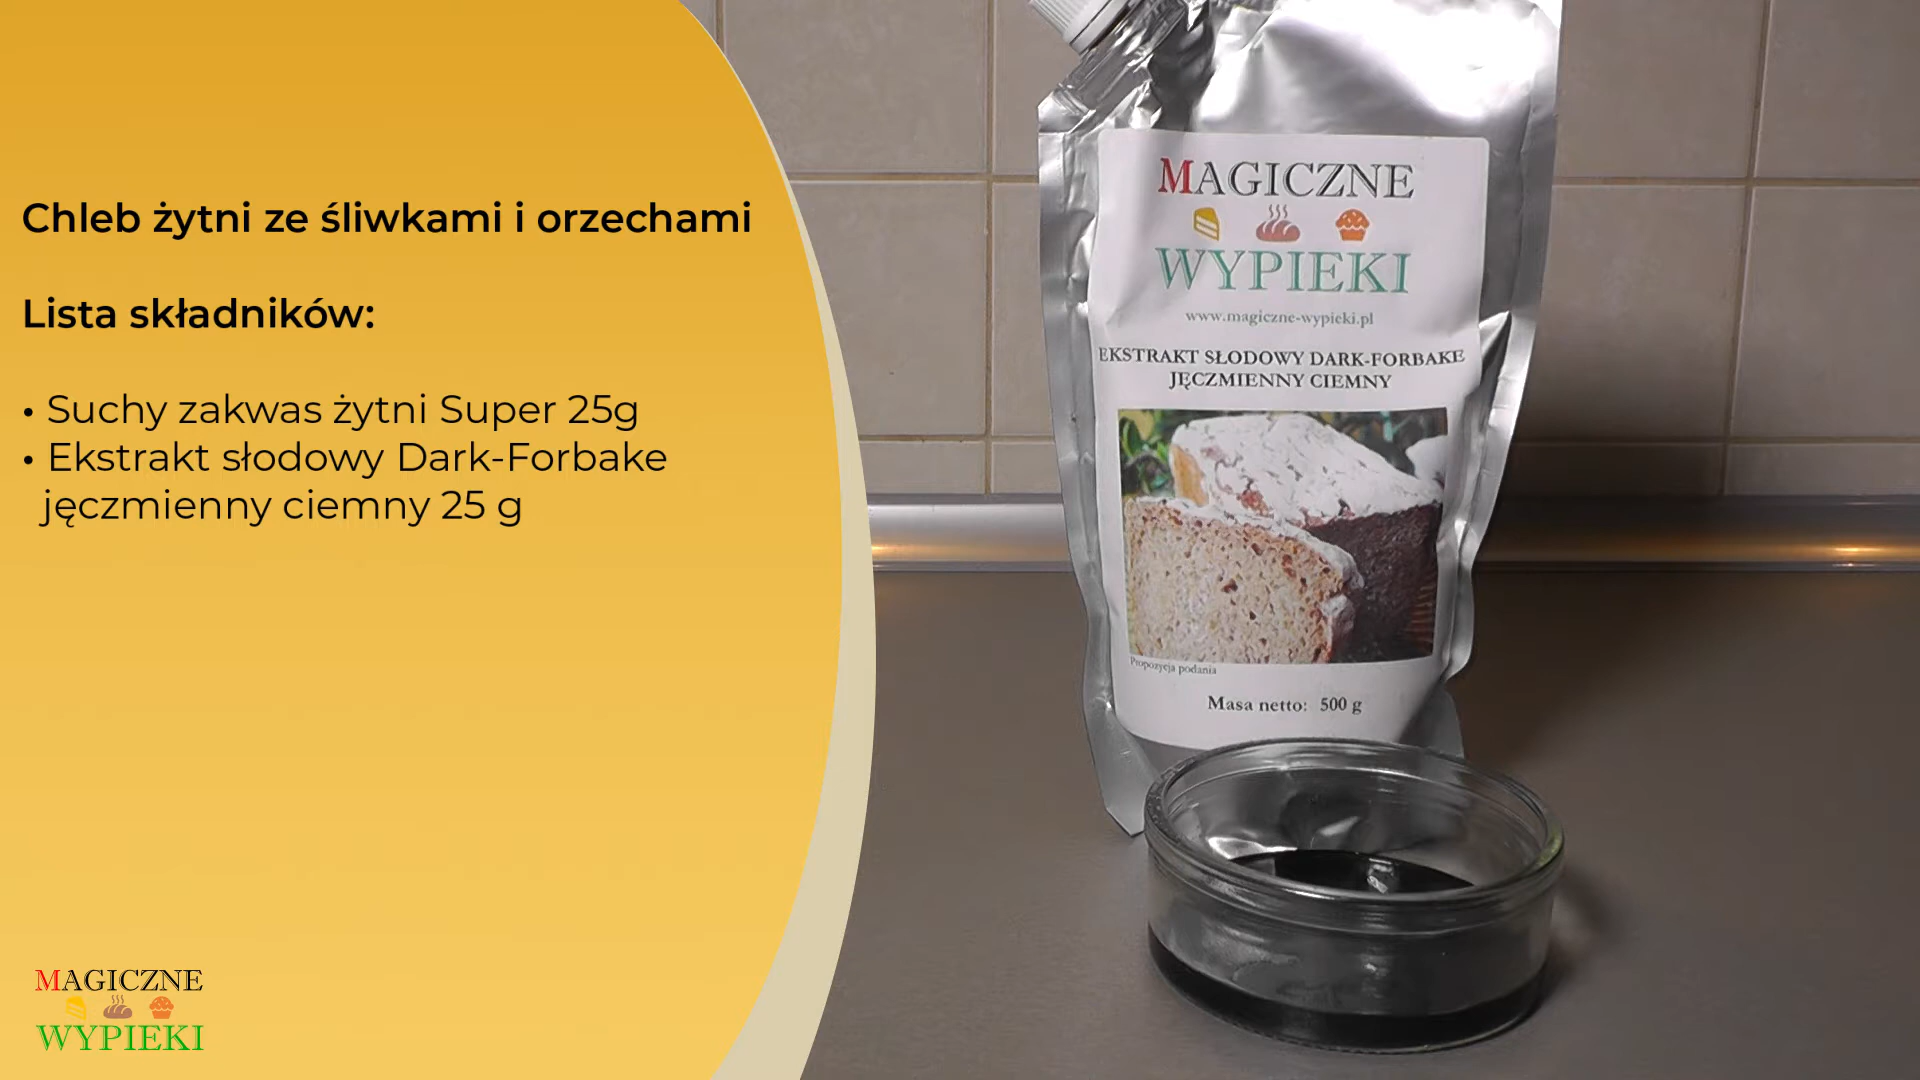 Chleb żytni ze śliwkami i orzechami
Lista składników:
• Suchy zakwas żytni Super 25g
• Ekstrakt słodowy Dark-Forbake
jęczmienny ciemny 25 g
MAGICZNE
WYPIEKI
MAGICZNE
WYPIEKI
www.magiczne-wypieki.pl
EKSTRAKT SŁODOWY DARK-FORBAKE
JĘCZMIENNY CIEMNY
Propozycja podania
Masa netto: 500 g